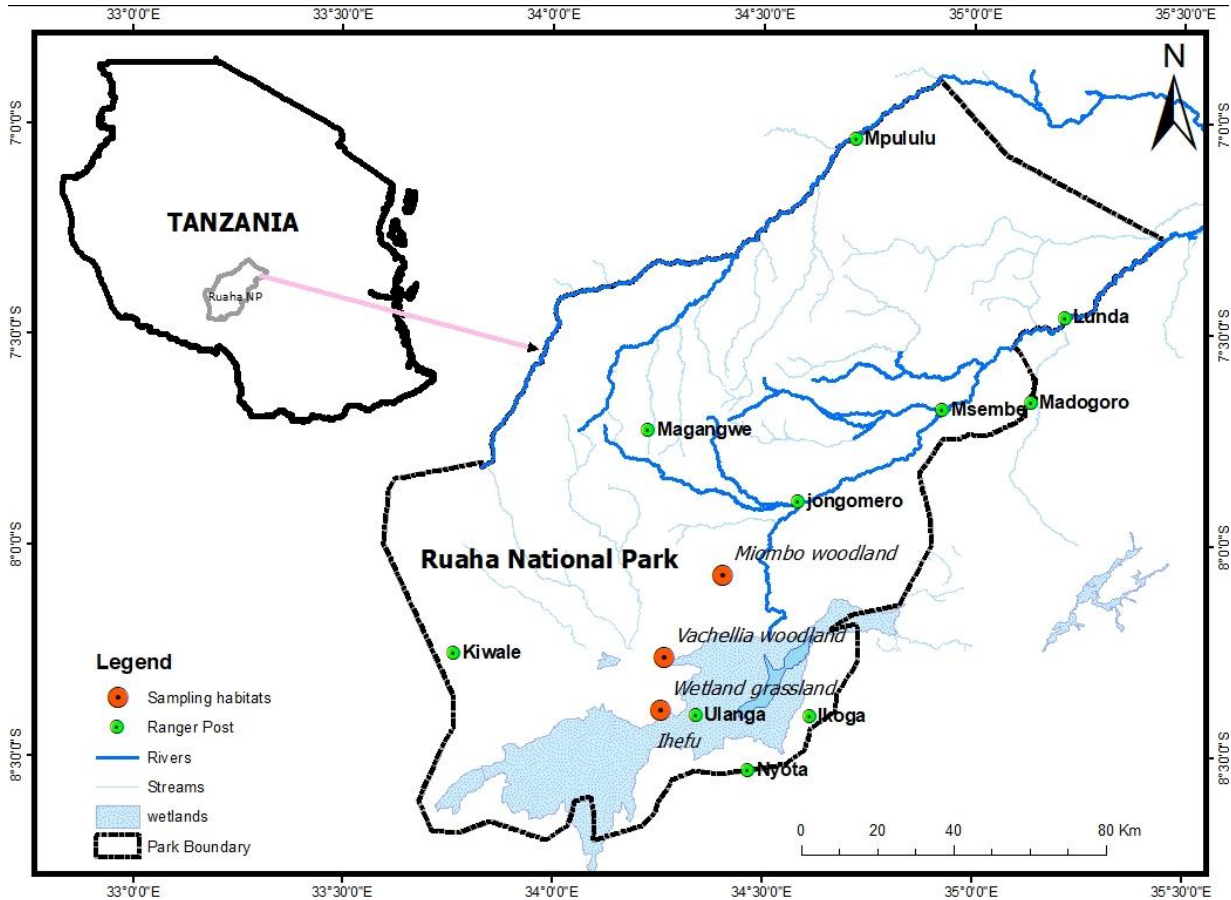 33°0'0"E 33°30'0"E 34°0'0"E 34°30'0"E 35°0'0"E 35°30'0"E
N
7°0'0"S
7°0'0"S
Mpululu
TANZANIA
Ruaha NP
Lunda
7°30'0"S
7°30'0"S
Madogoro
Msembe
Magangwe
jongomero
8°0'0"S
8°0'0"S
Miombo woodland
Ruaha National Park
Vachellia woodland
Kiwale
Wetland grassland
Ulanga
Ikoga
Ihefu
8°30'0"S
8°30'0"S
Nyota
Legend
Sampling habitats
Ranger Post
Rivers
Streams
wetlands
Park Boundary
0 20 40 80 Km
33°0'0"E 33°30'0"E 34°0'0"E 34°30'0"E 35°0'0"E 35°30'0"E